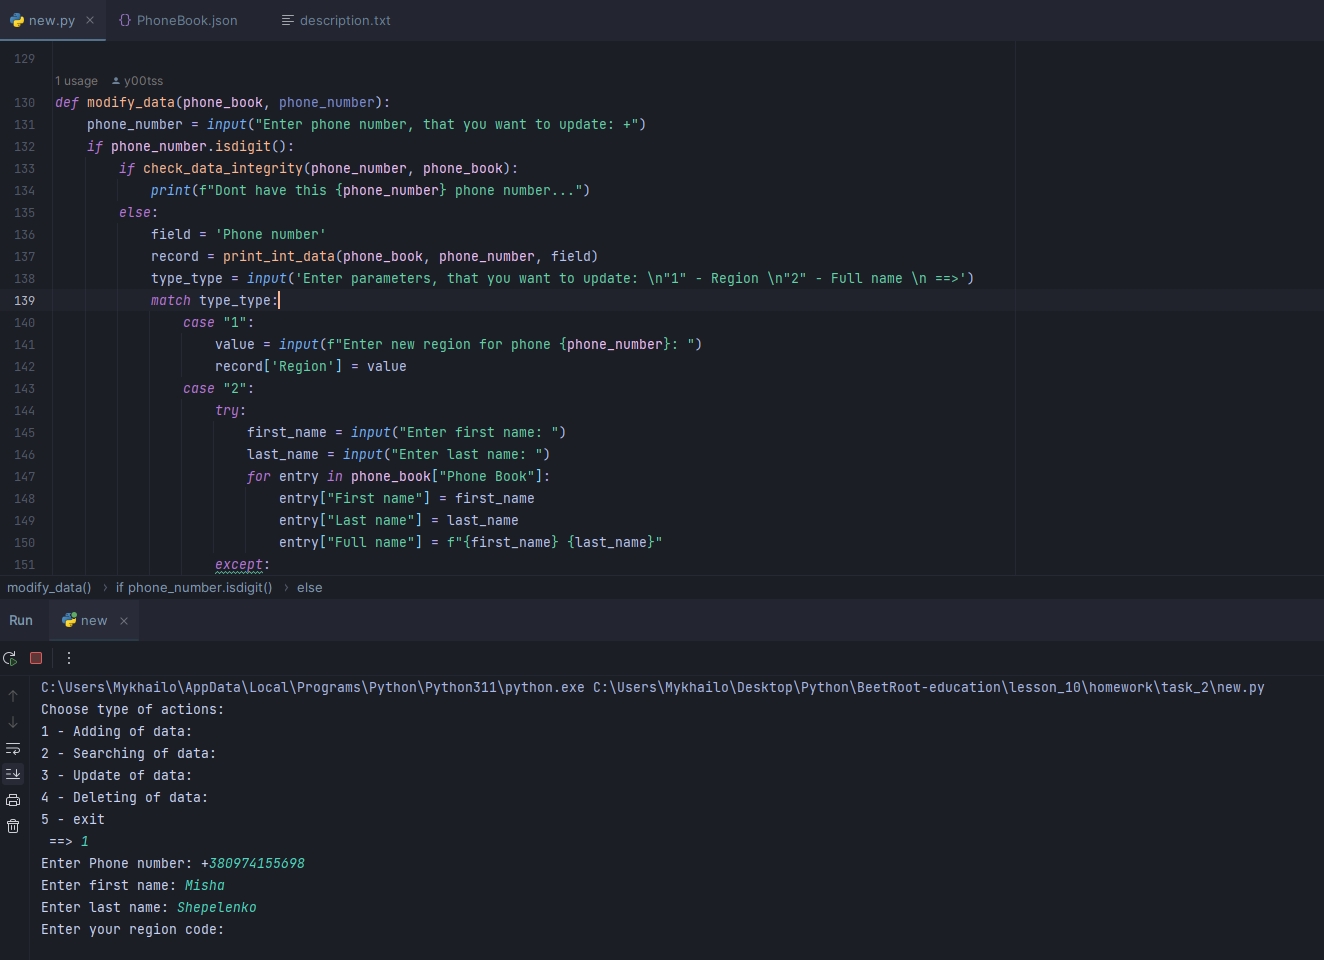 new.py PhoneBook.json description.txt
129
1 usage y00tss
130 def modify_data(phone_book, phone_number):
131     phone_number = input("Enter phone number, that you want to update: +")
132     if phone_number.isdigit():
133         if check_data_integrity(phone_number, phone_book):
134             print(f"Dont have this {phone_number} phone number...")
135         else:
136             field = 'Phone number'
137             record = print_int_data(phone_book, phone_number, field)
138             type_type = input('Enter parameters, that you want to update: \n"1" - Region \n"2" - Full name \n ==>')
139             match type_type:
140                 case "1":
141                     value = input(f"Enter new region for phone {phone_number}: ")
142                     record['Region'] = value
143                 case "2":
144                     try:
145                         first_name = input("Enter first name: ")
146                         last_name = input("Enter last name: ")
147                         for entry in phone_book["Phone Book"]:
148                             entry["First name"] = first_name
149                             entry["Last name"] = last_name
150                             entry["Full name"] = f"{first_name} {last_name}"
151                     except:
modify_data() › if phone_number.isdigit() › else
Run new
C:\Users\Mykhailo\AppData\Local\Programs\Python\Python311\python.exe C:\Users\Mykhailo\Desktop\Python\BeetRoot-education\lesson_10\homework\task_2\new.py
Choose type of actions:
1 - Adding of data:
2 - Searching of data:
3 - Update of data:
4 - Deleting of data:
5 - exit
 ==> 1
Enter Phone number: +380974155698
Enter first name: Misha
Enter last name: Shepelenko
Enter your region code: